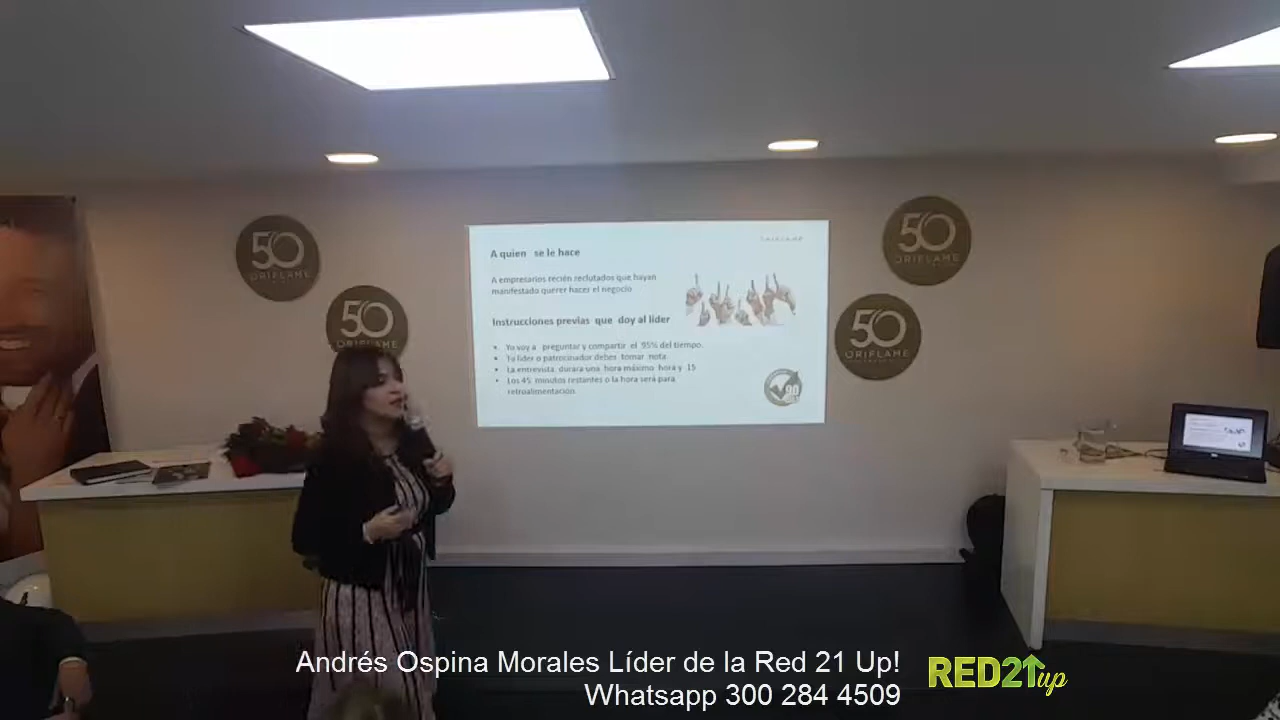 50
ORIFLAME
50
ORIFLAME
50
50
ORIFLAME
ORIFLAME
A quien se le hace
A empresarios recién reclutados que hayan
manifestado querer hacer el negocio
Instrucciones previas que doy al lider
• Yo voy a preguntar y compartir el 95% del tiempo.
• Tu líder o patrocinador debes tomar nota.
• La entrevista durara una hora máximo hora y 15
• Los 45 minutos restantes o la hora será para
retroalimentación.
90
Andrés Ospina Morales Líder de la Red 21 Up!
Whatsapp 300 284 4509
RED21up